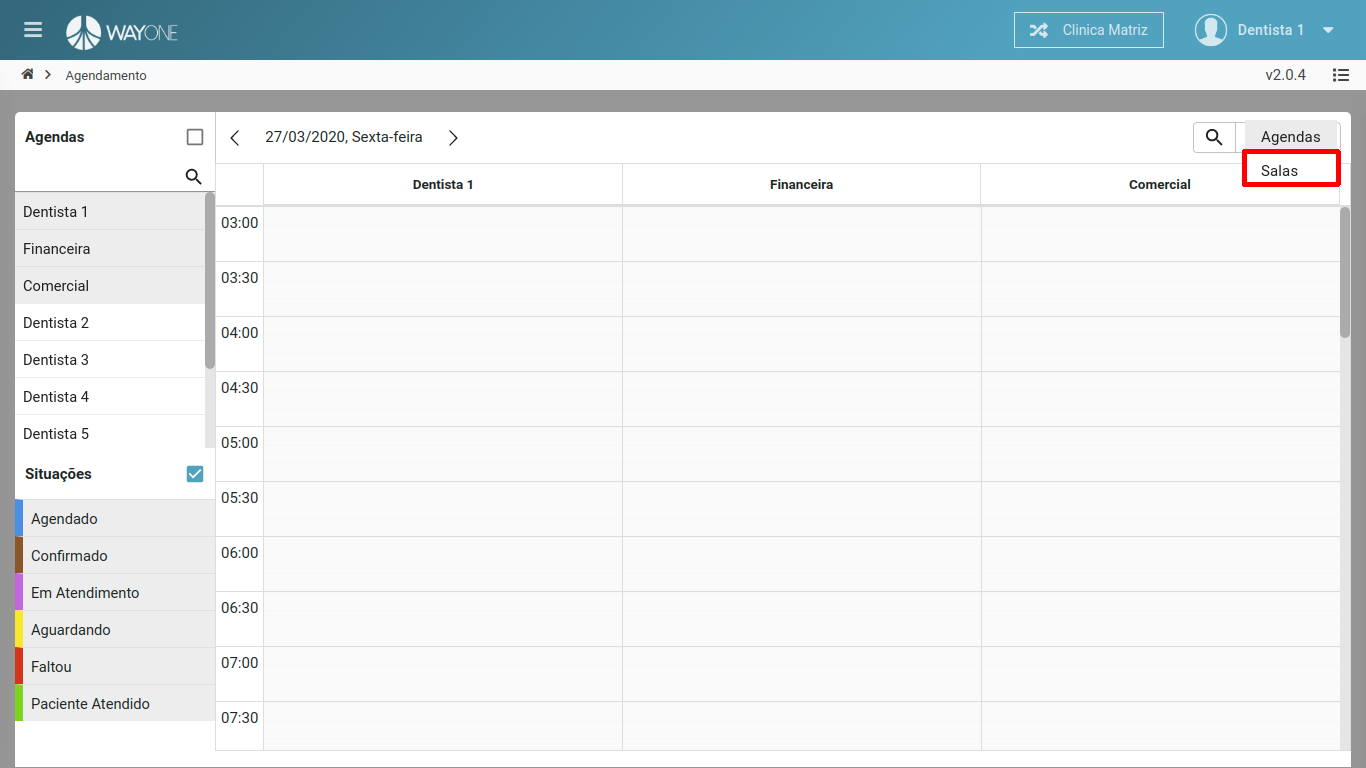 WAYONE
Clinica Matriz
Dentista 1
Agendamento
v2.0.4
Agendas
27/03/2020, Sexta-feira
Agendas
Salas
Dentista 1
Financeira
Comercial
Dentista 1
Financeira
Comercial
Dentista 2
Dentista 3
Dentista 4
Dentista 5
Situações
Agendado
Confirmado
Em Atendimento
Aguardando
Faltou
Paciente Atendido
03:00
03:30
04:00
04:30
05:00
05:30
06:00
06:30
07:00
07:30